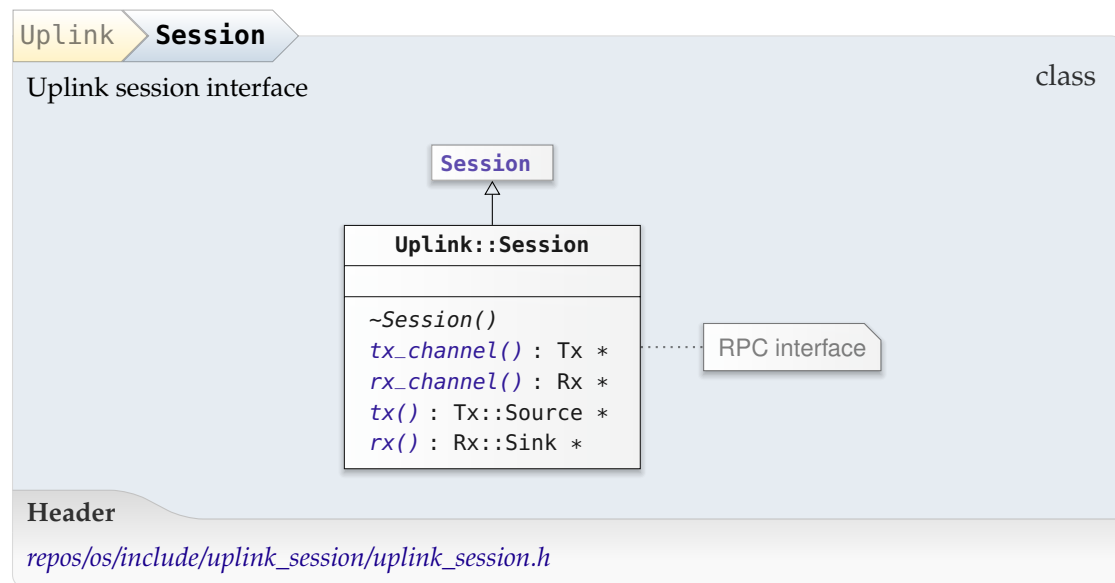 Uplink Session
class
Uplink session interface
Session
Uplink::Session
~Session()
tx_channel() : Tx *
rx_channel() : Rx *
tx() : Tx::Source *
rx() : Rx::Sink *
RPC interface
Header
repos/os/include/uplink_session/uplink_session.h